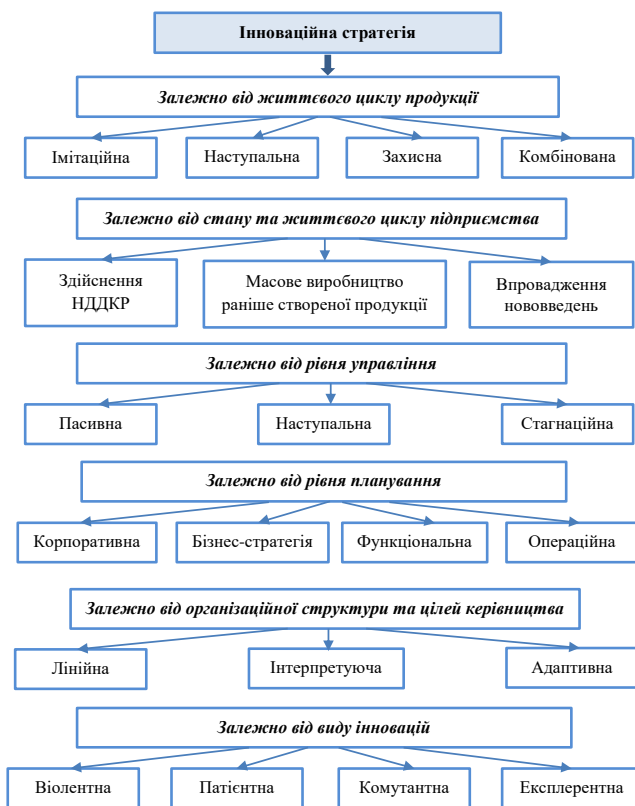 Інноваційна стратегія
Залежно від життєвого циклу продукції
Імітаційна
Наступальна
Захисна
Комбінована
Залежно від стану та життєвого циклу підприємства
Здійснення
НДДКР
Масове виробництво
раніше створеної продукції
Впровадження
нововведень
Залежно від рівня управління
Пасивна
Наступальна
Стагнаційна
Залежно від рівня планування
Корпоративна
Бізнес-стратегія
Функціональна
Операційна
Залежно від організаційної структури та цілей керівництва
Лінійна
Інтерпретуюча
Адаптивна
Залежно від виду інновацій
Віолентна
Патієнтна
Комутантна
Експлерентна